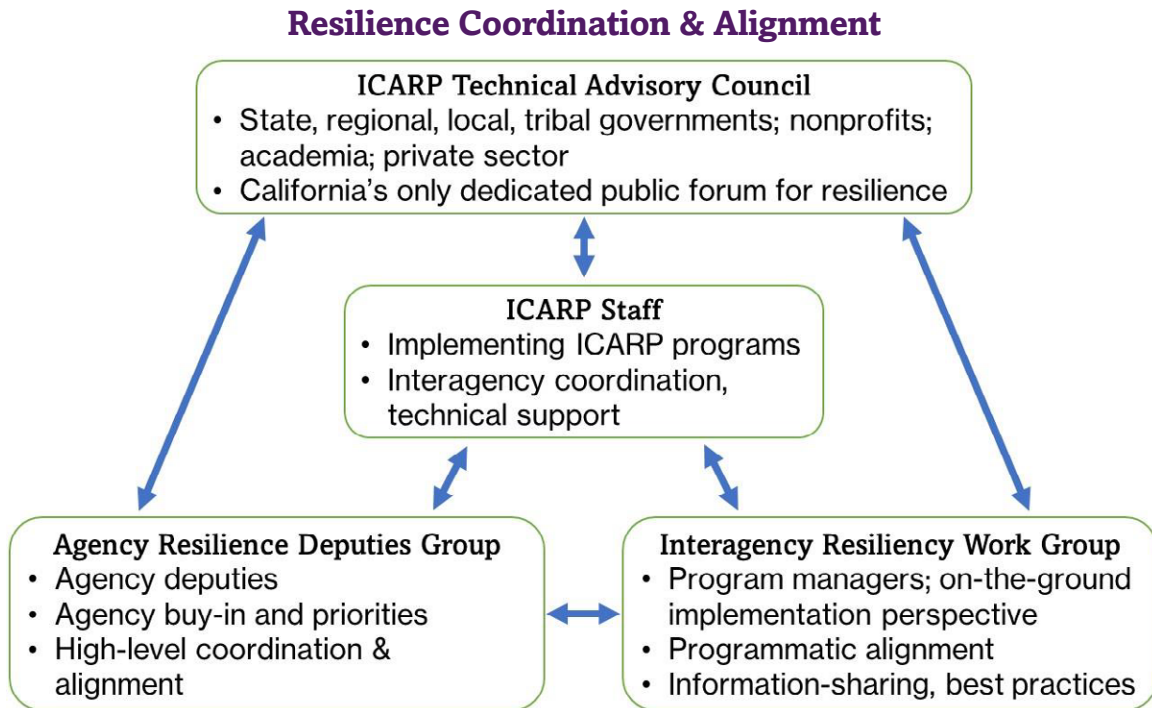 Resilience Coordination & Alignment
ICARP Technical Advisory Council
• State, regional, local, tribal governments; nonprofits;
academia; private sector
• California's only dedicated public forum for resilience
ICARP Staff
• Implementing ICARP programs
• Interagency coordination,
technical support
Agency Resilience Deputies Group
• Agency deputies
• Agency buy-in and priorities
• High-level coordination &
alignment
Interagency Resiliency Work Group
• Program managers; on-the-ground
implementation perspective
• Programmatic alignment
• Information-sharing, best practices